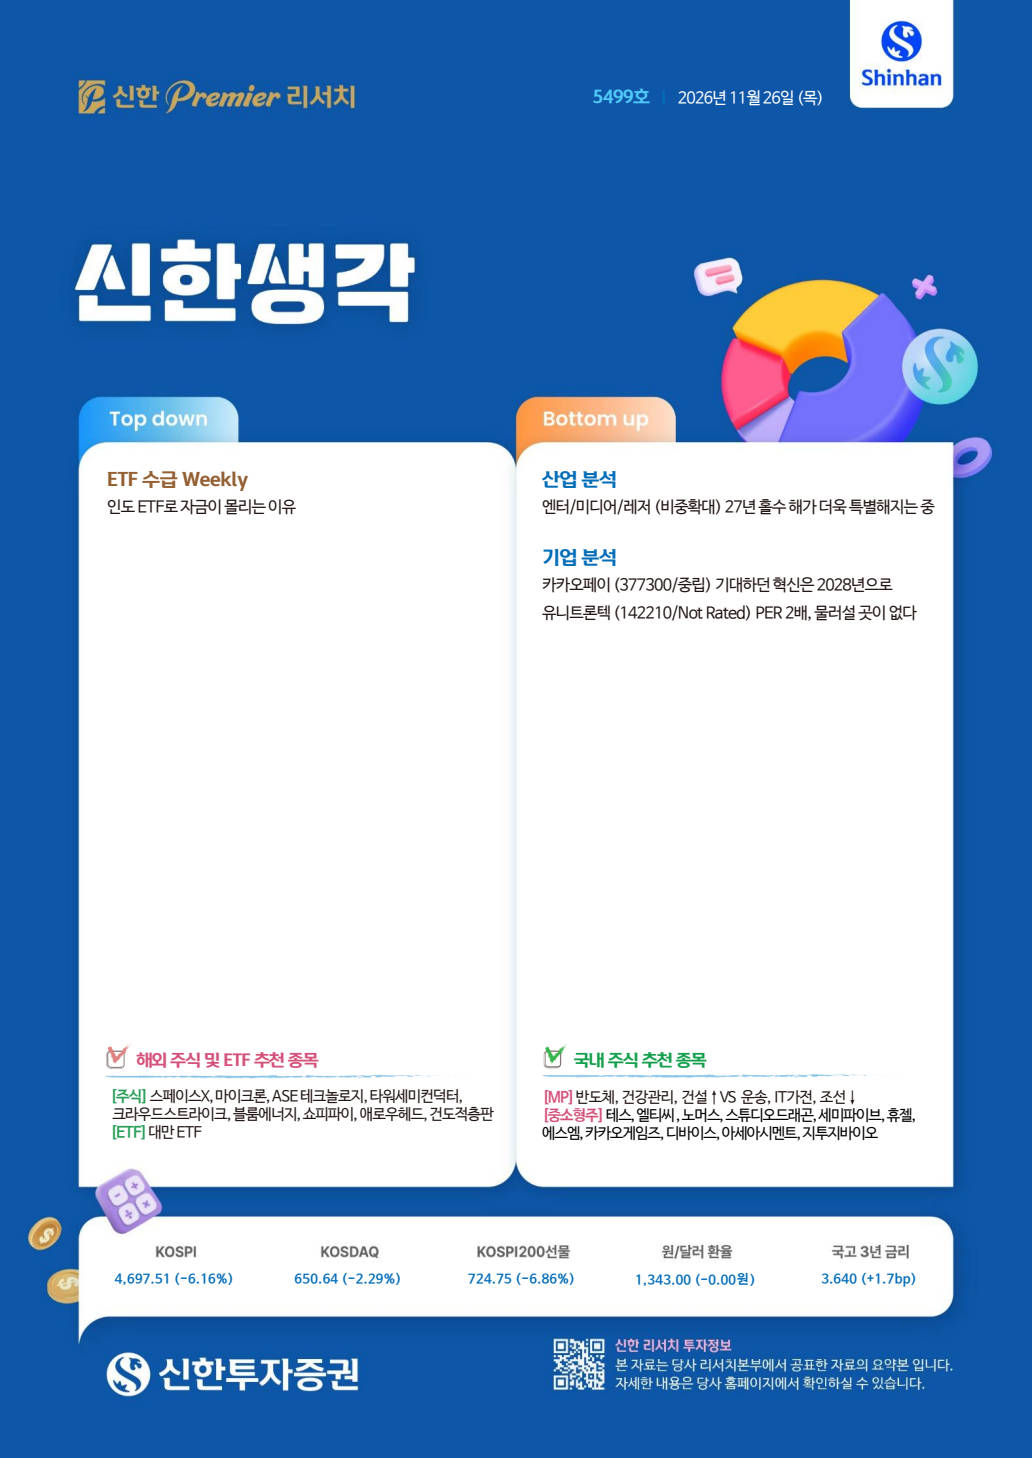 신한 Premier 리서치
5499호 | 2026년 11월 26일 (목)
Shinhan
신한생각
Top down
ETF 수급 Weekly
인도 ETF로 자금이 몰리는 이유
해외 주식 및 ETF 추천 종목
[주식] 스페이스X, 마이크론, ASE 테크놀로지, 타워세미컨덕터,
크라우드스트라이크, 블룸에너지, 쇼피파이, 애로우헤드, 건도적층판
[ETF] 대만 ETF
Bottom up
산업 분석
엔터/미디어/레저 (비중확대) 27년 홀수 해가 더욱 특별해지는 중
기업 분석
카카오페이 (377300/중립) 기대하던 혁신은 2028년으로
유니트론텍 (142210/Not Rated) PER 2배, 물러설 곳이 없다
국내 주식 추천 종목
[MP] 반도체, 건강관리, 건설↑VS 운송, IT가전, 조선↓
[중소형주] 테스, 엘티씨, 노머스, 스튜디오드래곤, 세미파이브, 휴젤,
에스엠, 카카오게임즈, 디바이스, 아세아시멘트, 지투지바이오
KOSPI KOSDAQ KOSPI200선물 원/달러 환율 국고 3년 금리
4,697.51 (-6.16%) 650.64 (-2.29%) 724.75 (-6.86%) 1,343.00 (-0.00원) 3.640 (+1.7bp)
신한투자증권
신한 리서치 투자정보
본 자료는 당사 리서치본부에서 공표한 자료의 요약본 입니다.
자세한 내용은 당사 홈페이지에서 확인하실 수 있습니다.